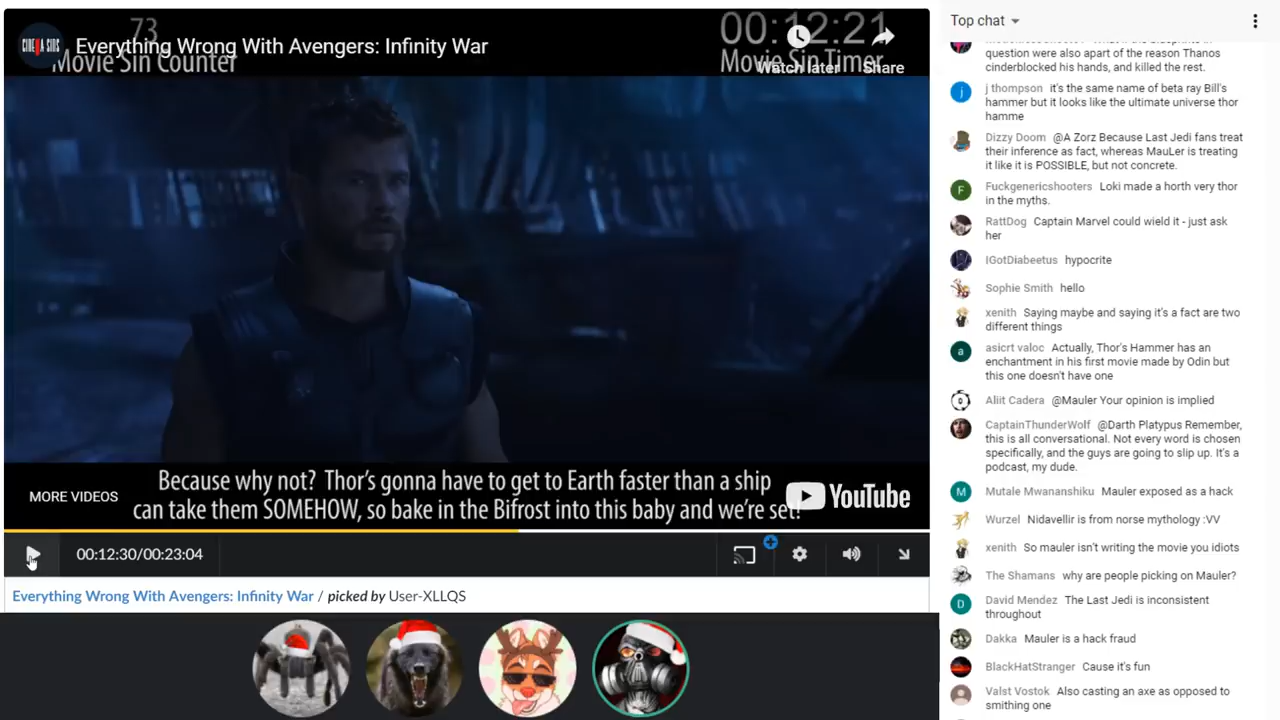 73
00:12:21
CINEMA SINS
Everything Wrong With Avengers: Infinity War
Movie Sin Counter
Movie Sin Timer
Watch later
Share
Because why not? Thor's gonna have to get to Earth faster than a ship
can take them SOMEHOW, so bake in the Bifrost into this baby and we're set!
MORE VIDEOS
YouTube
00:12:30/00:23:04
Everything Wrong With Avengers: Infinity War / picked by User-XLLQS
Top chat
question were also apart of the reason Thanos
cinderblocked his hands, and killed the rest.
j thompson it's the same name of beta ray Bill's
hammer but it looks like the ultimate universe thor
hamme
Dizzy Doom @A Zorz Because Last Jedi fans treat
their inference as fact, whereas MauLer is treating
it like it is POSSIBLE, but not concrete.
Fuckgenericshooters Loki made a horth very thor
in the myths.
RattDog Captain Marvel could wield it - just ask
her
IGotDiabeetus hypocrite
Sophie Smith hello
xenith Saying maybe and saying it's a fact are two
different things
asicrt valoc Actually, Thor's Hammer has an
enchantment in his first movie made by Odin but
this one doesn't have one
Aliit Cadera @Mauler Your opinion is implied
CaptainThunderWolf @Darth Platypus Remember,
this is all conversational. Not every word is chosen
specifically, and the guys are going to slip up. It's a
podcast, my dude.
Mutale Mwananshiku Mauler exposed as a hack
Wurzel Nidavellir is from norse mythology :VV
xenith So mauler isn't writing the movie you idiots
The Shamans why are people picking on Mauler?
David Mendez The Last Jedi is inconsistent
throughout
Dakka Mauler is a hack fraud
BlackHatStranger Cause it's fun
Valst Vostok Also casting an axe as opposed to
smithing one